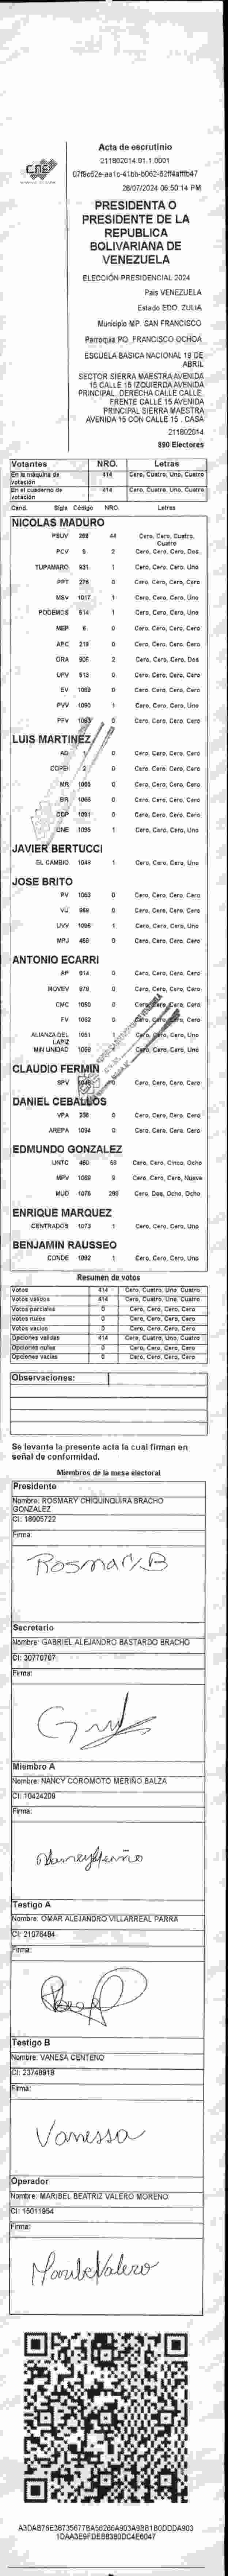 Acta de escrutinio
211802014.01.1.0001
CNE
28/07/2024 06:50:14 PM
PRESIDENTA O
PRESIDENTE DE LA
REPUBLICA
BOLIVARIANA DE
VENEZUELA
ELECCIÓN PRESIDENCIAL 2024
País VENEZUELA
Estado EDO. ZULIA
Municipio MP. SAN FRANCISCO
Parroquia PQ. FRANCISCO OCHOA
ESCUELA BASICA NACIONAL 19 DE
ABRIL
SECTOR SIERRA MAESTRA AVENIDA
15 CALLE 15 IZQUIERDA AVENIDA
PRINCIPAL. DERECHA CALLE CALLE.
FRENTE CALLE 15 AVENIDA
PRINCIPAL SIERRA MAESTRA
AVENIDA 15 CON CALLE 15 . CASA
211802014
890 Electores
Votantes NRO. Letras
En la máquina de votación 414 Cero, Cuatro, Uno, Cuatro
En el cuaderno de votación 414 Cero, Cuatro, Uno, Cuatro
Cand. Sigla Código NRO. Letras
NICOLAS MADURO
PSUV 268 44 Cero, Cero, Cuatro, Cuatro
PCV 5 2 Cero, Cero, Cero, Dos
TUPAMARO 931 1 Cero, Cero, Cero, Uno
PPT 276 0 Cero, Cero, Cero, Cero
MSV 1017 1 Cero, Cero, Cero, Uno
PODEMOS 514 1 Cero, Cero, Cero, Uno
MEP 6 0 Cero, Cero, Cero, Cero
APC 219 0 Cero, Cero, Cero, Cero
ORA 906 2 Cero, Cero, Cero, Dos
UPV 513 0 Cero, Cero, Cero, Cero
EV 1089 0 Cero, Cero, Cero, Cero
PVV 1090 1 Cero, Cero, Cero, Uno
PFV 1093 0 Cero, Cero, Cero, Cero
LUIS MARTINEZ
AD 1 0 Cero, Cero, Cero, Cero
COPEI 2 0 Cero, Cero, Cero, Cero
MR 0 Cero, Cero, Cero, Cero
BR 1086 0 Cero, Cero, Cero, Cero
DDP 1091 0 Cero, Cero, Cero, Cero
UNE 1095 1 Cero, Cero, Cero, Uno
JAVIER BERTUCCI
EL CAMBIO 1048 1 Cero, Cero, Cero, Uno
JOSE BRITO
PV 1063 0 Cero, Cero, Cero, Cero
VU 968 0 Cero, Cero, Cero, Cero
UVV 1096 1 Cero, Cero, Cero, Uno
MPJ 469 0 Cero, Cero, Cero, Cero
ANTONIO ECARRI
AP 914 0 Cero, Cero, Cero, Cero
MOVEV 979 0 Cero, Cero, Cero, Cero
CMC 1050 0 Cero, Cero, Cero, Cero
FV 1062 0 Cero, Cero, Cero, Cero
ALIANZA DEL LAPIZ 1051 1 Cero, Cero, Cero, Uno
MIN UNIDAD 1069 1 Cero, Cero, Cero, Uno
CLAUDIO FERMIN
SPV 0 Cero, Cero, Cero, Cero
DANIEL CEBALLOS
VPA 238 0 Cero, Cero, Cero, Cero
AREPA 1094 0 Cero, Cero, Cero, Cero
EDMUNDO GONZALEZ
UNTC 460 58 Cero, Cero, Cinco, Ocho
MPV 1069 9 Cero, Cero, Cero, Nueve
MUD 1076 288 Cero, Dos, Ocho, Ocho
ENRIQUE MARQUEZ
CENTRADOS 1073 1 Cero, Cero, Cero, Uno
BENJAMIN RAUSSEO
CONDE 1092 1 Cero, Cero, Cero, Uno
Resumen de votos
Votos 414 Cero, Cuatro, Uno, Cuatro
Votos válidos 414 Cero, Cuatro, Uno, Cuatro
Votos parciales 0 Cero, Cero, Cero, Cero
Votos nulos 0 Cero, Cero, Cero, Cero
Votos vacíos 0 Cero, Cero, Cero, Cero
Opciones válidas 414 Cero, Cuatro, Uno, Cuatro
Opciones nulas 0 Cero, Cero, Cero, Cero
Opciones vacías 0 Cero, Cero, Cero, Cero
Observaciones:
Se levanta la presente acta la cual firman en
señal de conformidad.
Miembros de la mesa electoral
Presidente
Nombre: ROSMARY CHIQUINQUIRA BRACHO
GONZALEZ
CI: 18005722
Firma:
Rosmary B
Secretario
Nombre: GABRIEL ALEJANDRO BASTARDO BRACHO
CI: 30770707
Firma:
Miembro A
Nombre: NANCY COROMOTO MERIÑO BALZA
CI: 10424209
Firma:
Nancy Meriño
Testigo A
Nombre: OMAR ALEJANDRO VILLARREAL PARRA
CI: 21076484
Firma:
Testigo B
Nombre: VANESA CENTENO
CI: 23748918
Firma:
Vanessa
Operador
Nombre: MARIBEL BEATRIZ VALERO MORENO
CI: 15011954
Firma:
Maribel Valero